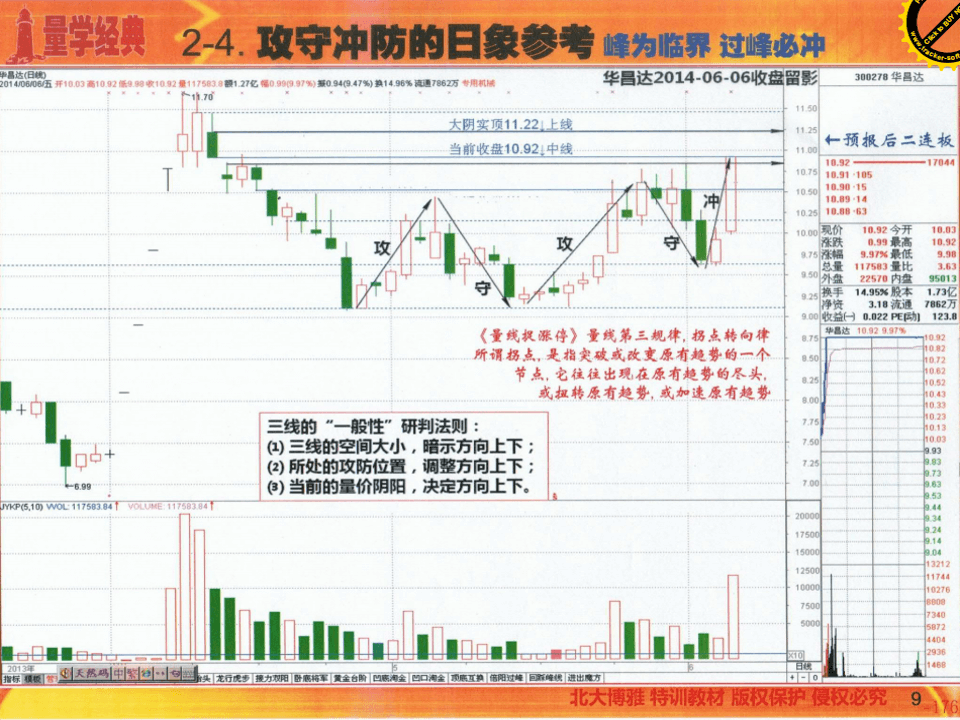 量学经典
2-4. 攻守冲防的日象参考 峰为临界 过峰必冲
Click to BUY NOW
华昌达(日线)
华昌达2014-06-06收盘留影
300278 华昌达
2014/06/06/五 开10.03 高10.92 低9.98 收10.92 量117583.8 额1.27亿 幅0.99(9.97%) 振0.94(9.47%) 换14.96% 流通7862万 专用机械
11.70
大阴实顶11.22↓上线
当前收盘10.92↓中线
←预报后二连板
11.50
11.25
11.00
10.75
10.50
10.25
10.00
9.75
9.50
9.25
9.00
8.75
8.50
8.25
8.00
7.75
7.50
7.25
7.00
10.92 17044
10.91 105
10.90 15
10.89 14
10.88 63
现价 10.92 今开 10.03
涨跌 0.99 最高 10.92
涨幅 9.97% 最低 9.98
总量 117583 量比 3.63
外盘 22570 内盘 95013
换手 14.95% 股本 1.73亿
净资 3.18 流通 7862万
收益(一) 0.022 PE[动] 123.8
攻
守
攻
守
冲
《量线捉涨停》量线第三规律,拐点转向律
所谓拐点,是指突破或改变原有趋势的一个
节点,它往往出现在原有趋势的尽头,
或扭转原有趋势,或加速原有趋势
三线的“一般性”研判法则：
⑴ 三线的空间大小，暗示方向上下；
⑵ 所处的攻防位置，调整方向上下；
⑶ 当前的量价阴阳，决定方向上下。
←6.99
华昌达 10.92 9.97%
10.92
10.82
10.72
10.62
10.52
10.43
10.33
10.23
10.13
10.03
9.93
9.83
9.73
9.63
9.53
9.44
9.34
9.24
9.14
9.04
13212
11744
10276
8808
7340
5872
4404
2936
1468
JYKP(5,10) VVOL: 117583.84↑ VOLUME: 117583.84↑
20000
17500
15000
12500
10000
7500
5000
X10
2013年
5
6
日线
指标 模板 天然码 龙行虎步 接力双阳 卧底将军 黄金台阶 凹底淘金 凹口淘金 顶底互换 倍阳过峰 回踩峰线 进出魔方
北大博雅 特训教材 版权保护 侵权必究
9
-176